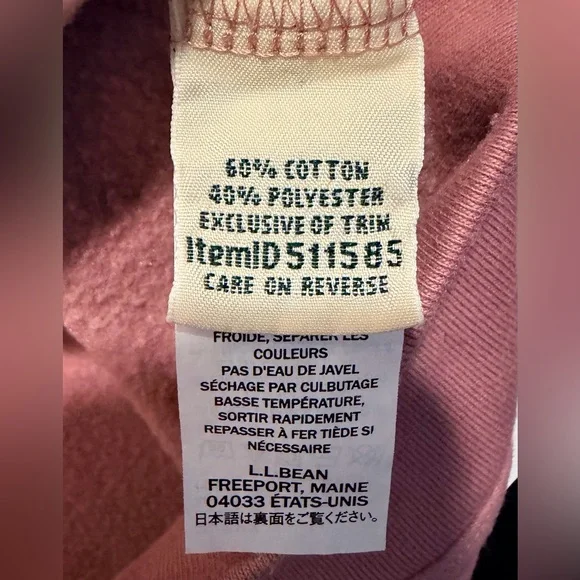 60% COTTON
40% POLYESTER
EXCLUSIVE OF TRIM
ItemID 511585
CARE ON REVERSE
FROIDE, SÉPARER LES
COULEURS
PAS D'EAU DE JAVEL
SÉCHAGE PAR CULBUTAGE
BASSE TEMPÉRATURE,
SORTIR RAPIDEMENT
REPASSER À FER TIÈDE SI
NÉCESSAIRE
L.L.BEAN
FREEPORT, MAINE
04033 ÉTATS-UNIS
日本語は裏面をご覧ください。